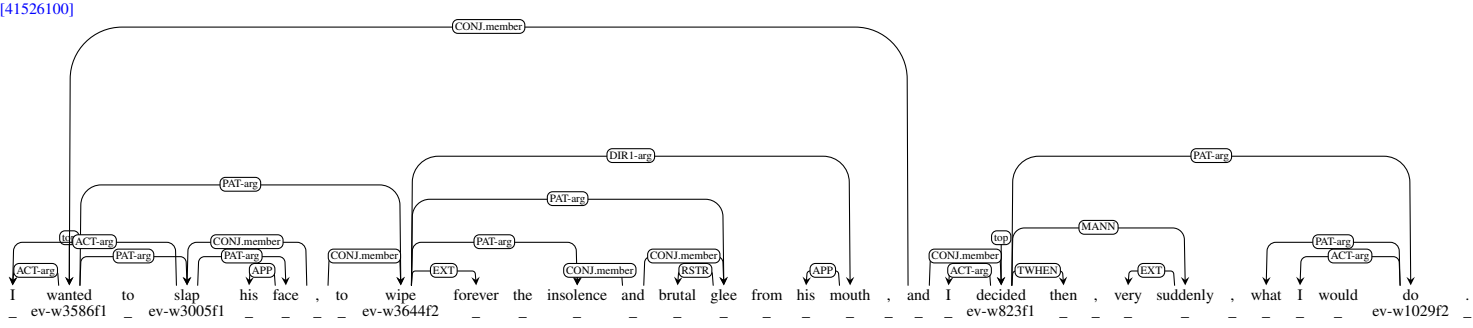 [41526100]
CONJ.member
DIR1-arg PAT-arg
PAT-arg
PAT-arg
MANN
top ACT-arg CONJ.member PAT-arg top PAT-arg
PAT-arg PAT-arg CONJ.member CONJ.member CONJ.member ACT-arg
ACT-arg APP EXT CONJ.member RSTR APP ACT-arg TWHEN EXT
I wanted to slap his face , to wipe forever the insolence and brutal glee from his mouth , and I decided then , very suddenly , what I would do .
_ ev-w3586f1 _ ev-w3005f1 _ _ _ _ ev-w3644f2 _ _ _ _ _ _ _ _ _ _ _ _ ev-w823f1 _ _ _ _ _ _ _ _ ev-w1029f2 _